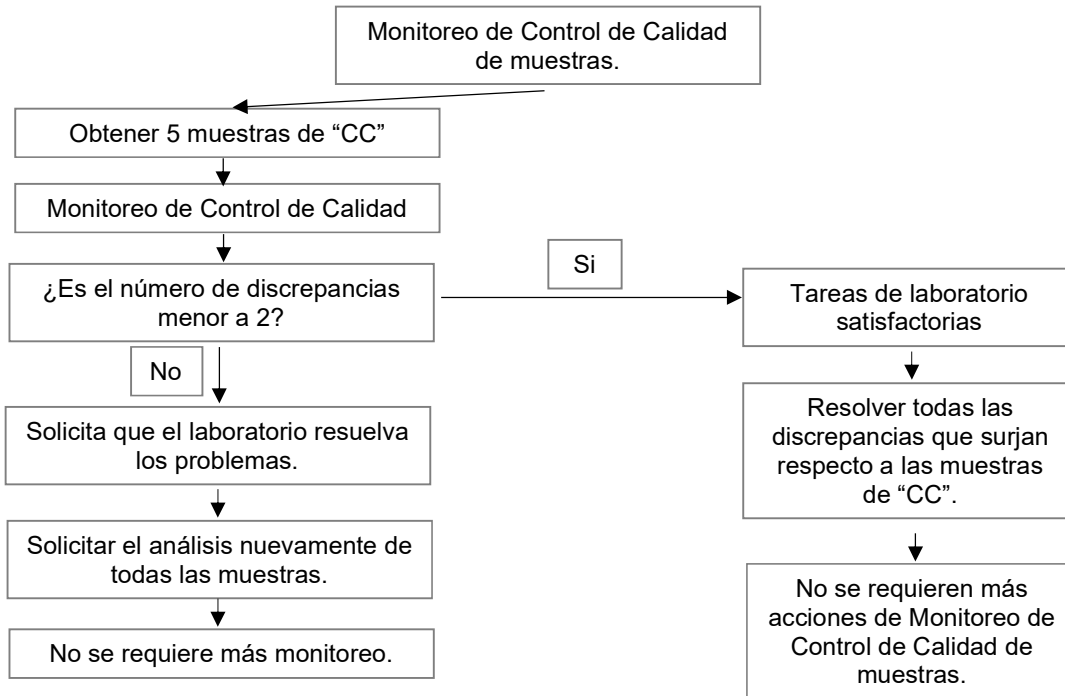 Monitoreo de Control de Calidad
de muestras.
Obtener 5 muestras de “CC”
Monitoreo de Control de Calidad
¿Es el número de discrepancias
menor a 2?
Si
Tareas de laboratorio
satisfactorias
No
Solicita que el laboratorio resuelva
los problemas.
Resolver todas las
discrepancias que surjan
respecto a las muestras
de “CC”.
Solicitar el análisis nuevamente de
todas las muestras.
No se requiere más monitoreo.
No se requieren más
acciones de Monitoreo de
Control de Calidad de
muestras.